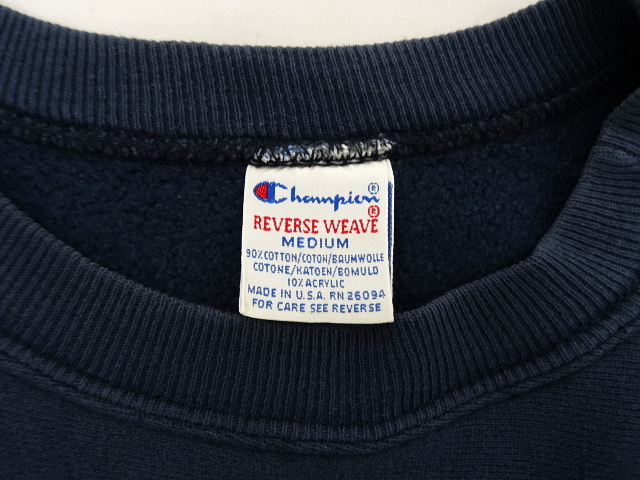 Champion®
REVERSE WEAVE®
MEDIUM
90% COTTON/COTON/BAUMWOLLE
COTONE/KATOEN/BOMULD
10% ACRYLIC
MADE IN U.S.A. RN 26094
FOR CARE SEE REVERSE